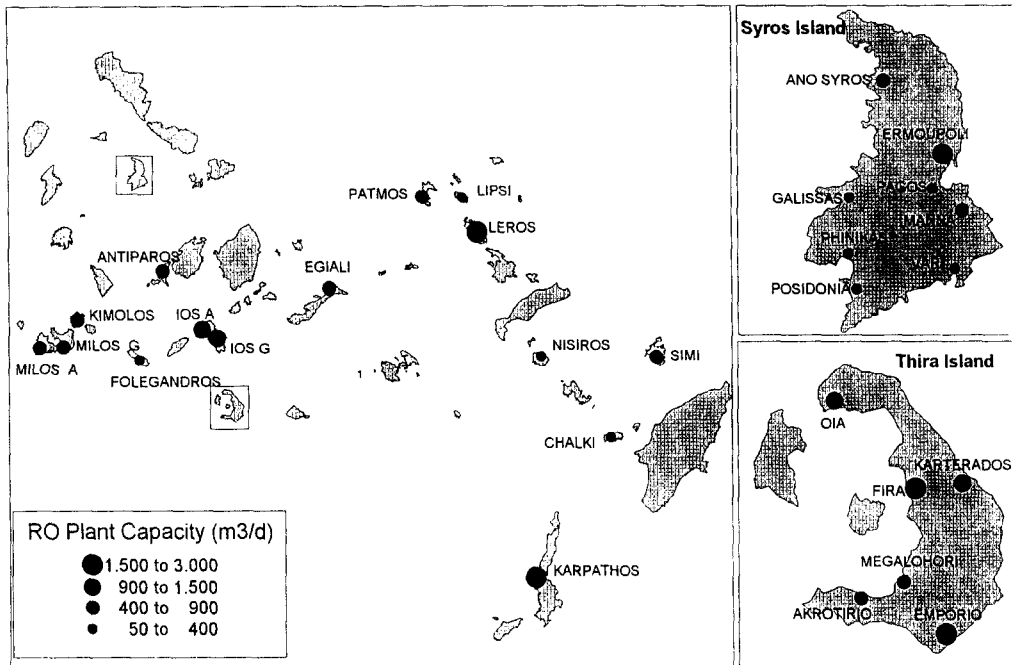 PATMOS
LIPSI
LEROS
ANTIPAROS
EGIALI
KIMOLOS
IOS A
MILOS G
IOS G
MILOS A
FOLEGANDROS
NISIROS
SIMI
CHALKI
KARPATHOS
RO Plant Capacity (m3/d)
1.500 to 3.000
900 to 1.500
400 to 900
50 to 400
Syros Island
ANO SYROS
ERMOUPOLI
PAGOS
GALISSAS
MANNA
POSIDONIA
Thira Island
OIA
KARTERADOS
FIRA
MEGALOHORI
AKROTIRIO
EMPORIO